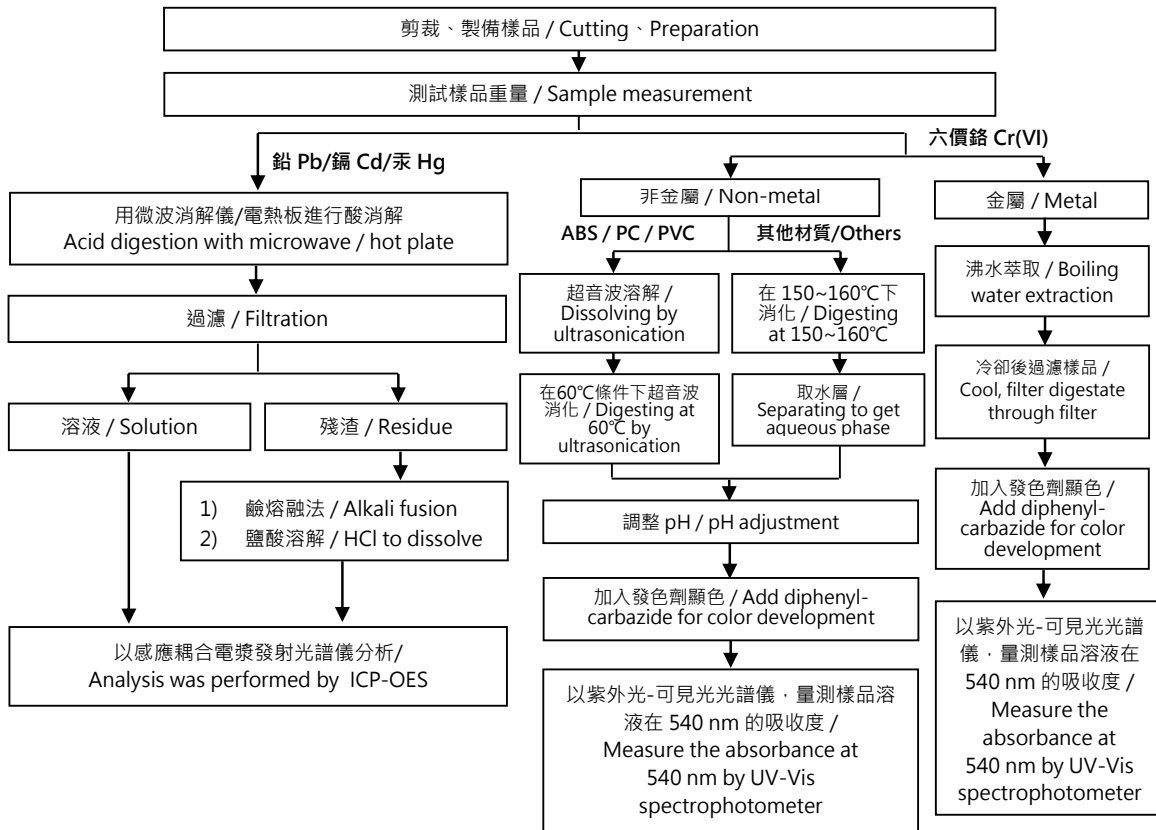 剪裁、製備樣品 / Cutting、Preparation
測試樣品重量 / Sample measurement
鉛 Pb/鎘 Cd/汞 Hg
六價鉻 Cr(VI)
用微波消解儀/電熱板進行酸消解
Acid digestion with microwave / hot plate
過濾 / Filtration
溶液 / Solution
殘渣 / Residue
1) 鹼熔融法 / Alkali fusion
2) 鹽酸溶解 / HCl to dissolve
以感應耦合電漿發射光譜儀分析/
Analysis was performed by ICP-OES
非金屬 / Non-metal
ABS / PC / PVC
其他材質/Others
超音波溶解 /
Dissolving by
ultrasonication
在60℃條件下超音波
消化 / Digesting at
60℃ by
ultrasonication
在 150~160℃下
消化 / Digesting
at 150~160℃
取水層 /
Separating to get
aqueous phase
調整 pH / pH adjustment
加入發色劑顯色 / Add diphenyl-
carbazide for color development
以紫外光-可見光光譜儀，量測樣品溶
液在 540 nm 的吸收度 /
Measure the absorbance at
540 nm by UV-Vis
spectrophotometer
金屬 / Metal
沸水萃取 / Boiling
water extraction
冷卻後過濾樣品 /
Cool, filter digestate
through filter
加入發色劑顯色 /
Add diphenyl-
carbazide for color
development
以紫外光-可見光光譜
儀，量測樣品溶液在
540 nm 的吸收度 /
Measure the
absorbance at
540 nm by UV-Vis
spectrophotometer